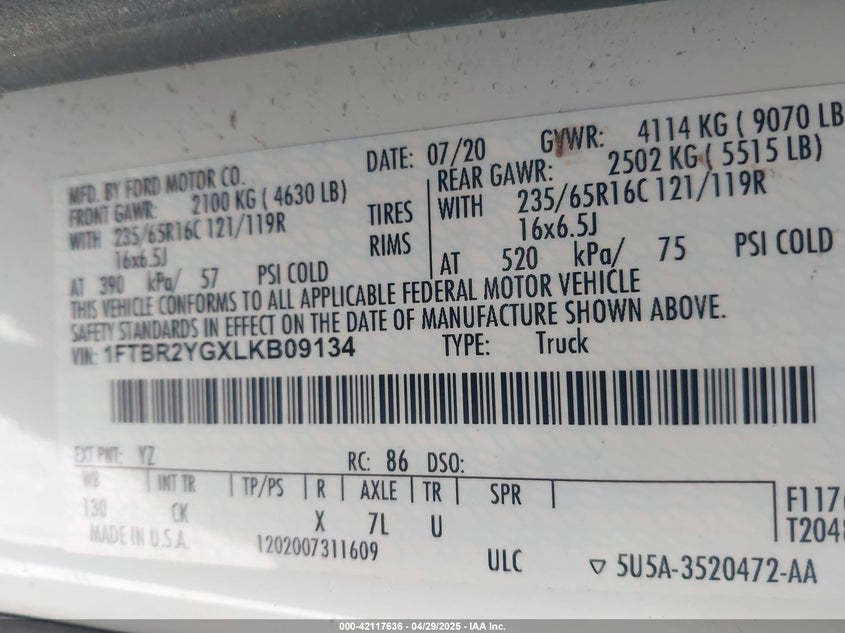 MFD. BY FORD MOTOR CO.
DATE: 07/20
GVWR: 4114 KG ( 9070 LB
FRONT GAWR: 2100 KG ( 4630 LB)
REAR GAWR: 2502 KG ( 5515 LB)
WITH 235/65R16C 121/119R
TIRES
WITH 235/65R16C 121/119R
16x6.5J
RIMS
16x6.5J
AT 390 kPa/ 57 PSI COLD
AT 520 kPa/ 75 PSI COLD
THIS VEHICLE CONFORMS TO ALL APPLICABLE FEDERAL MOTOR VEHICLE
SAFETY STANDARDS IN EFFECT ON THE DATE OF MANUFACTURE SHOWN ABOVE.
VIN: 1FTBR2YGXLKB09134
TYPE: Truck
EXT PNT: YZ
RC: 86 DSO:
WB INT TR TP/PS R AXLE TR SPR
130 CK X 7L U
F117
T204
MADE IN U.S.A.
1202007311609
ULC
5U5A-3520472-AA
000-42117636 - 04/29/2025 - IAA Inc.